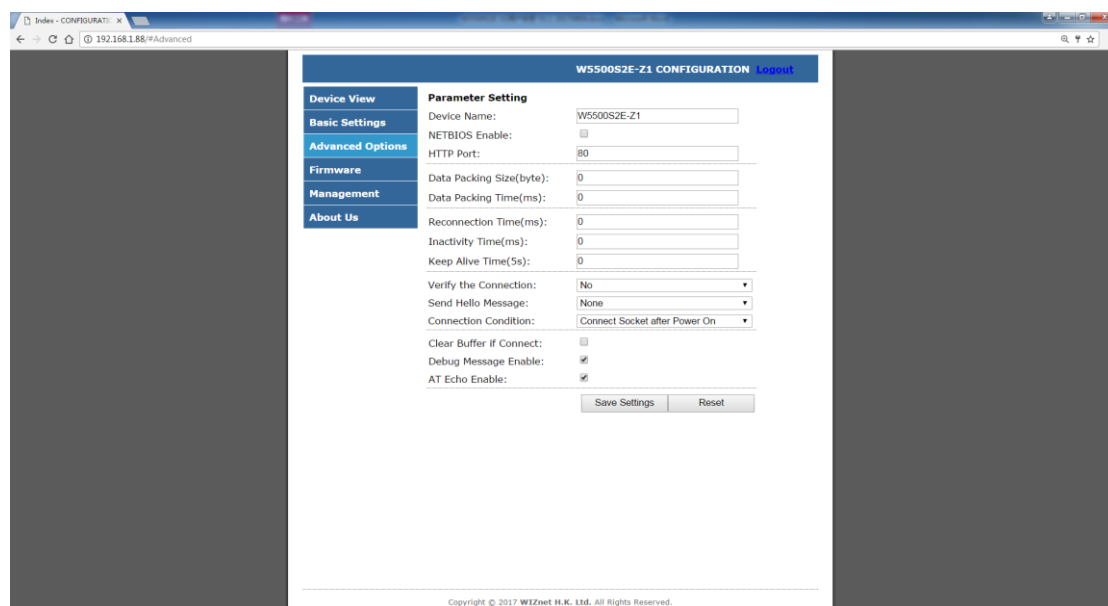 Index - CONFIGURATIO
192.168.1.88/#Advanced
W5500S2E-Z1 CONFIGURATION Logout
Device View
Basic Settings
Advanced Options
Firmware
Management
About Us
Parameter Setting
Device Name: W5500S2E-Z1
NETBIOS Enable:
HTTP Port: 80
Data Packing Size(byte): 0
Data Packing Time(ms): 0
Reconnection Time(ms): 0
Inactivity Time(ms): 0
Keep Alive Time(5s): 0
Verify the Connection: No
Send Hello Message: None
Connection Condition: Connect Socket after Power On
Clear Buffer if Connect:
Debug Message Enable:
AT Echo Enable:
Save Settings Reset
Copyright © 2017 WIZnet H.K. Ltd. All Rights Reserved.